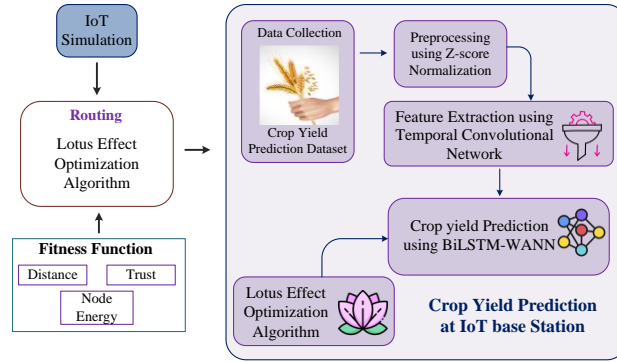 IoT
Simulation
Routing
Lotus Effect
Optimization
Algorithm
Fitness Function
Distance
Trust
Node
Energy
Data Collection
Crop Yield
Prediction Dataset
Preprocessing
using Z-score
Normalization
Feature Extraction using
Temporal Convolutional
Network
Crop yield Prediction
using BiLSTM-WANN
Lotus Effect
Optimization
Algorithm
Crop Yield Prediction
at IoT base Station